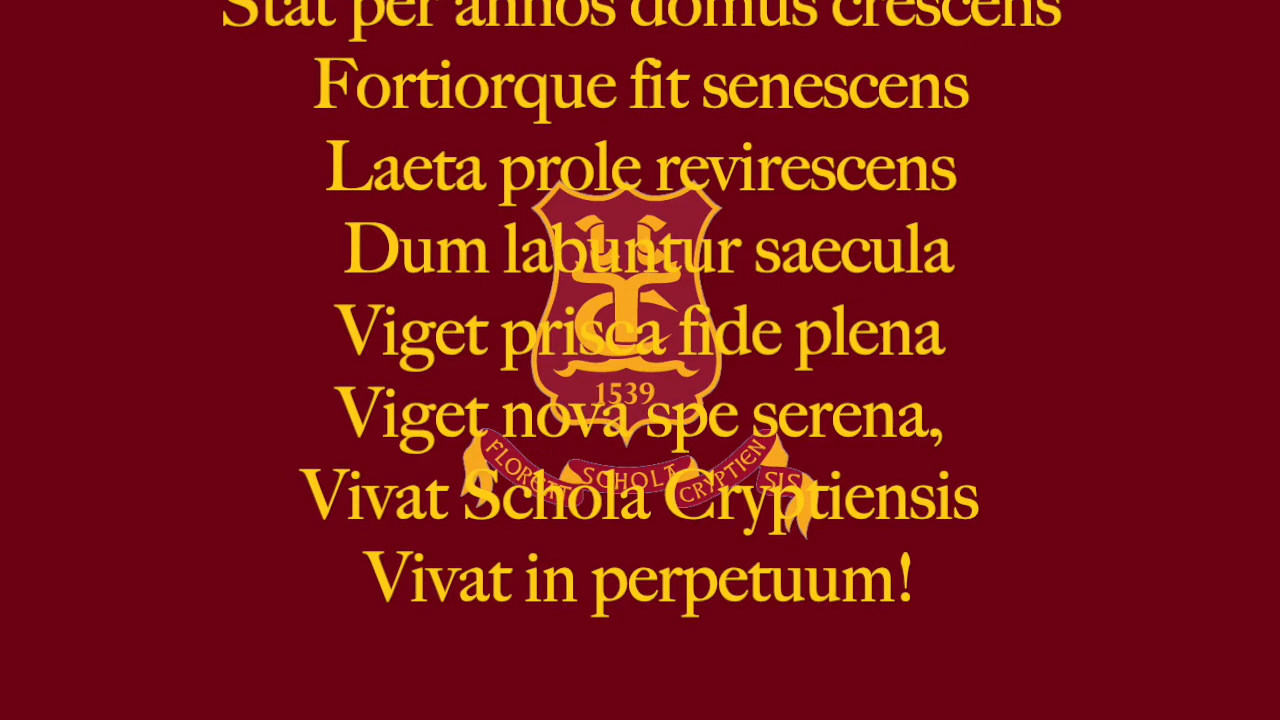 Stat per annos domus crescens
Fortiorque fit senescens
Laeta prole revirescens
Dum labuntur saecula
Viget prisca fide plena
1539
Viget nova spe serena,
FLOREAT SCHOLA CRYPTIENSIS
Vivat Schola Cryptiensis
Vivat in perpetuum!